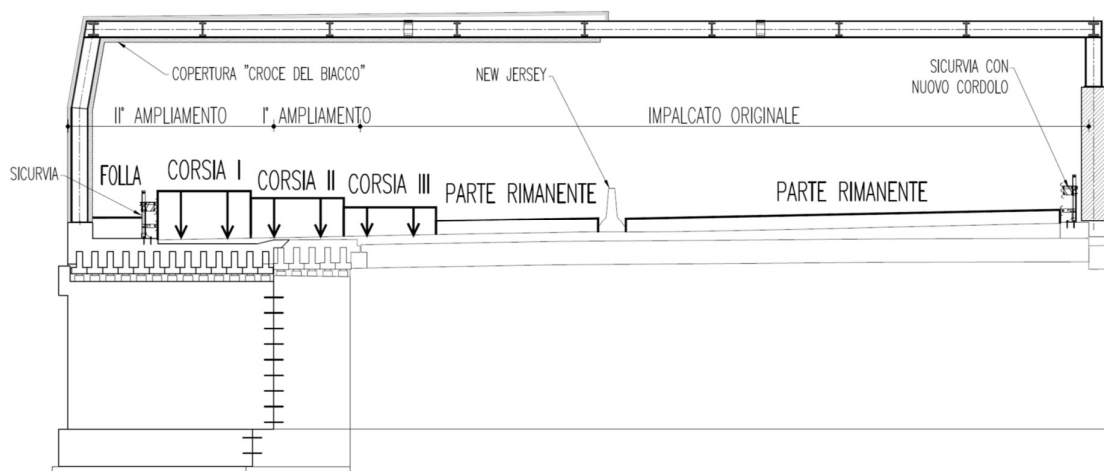 COPERTURA "CROCE DEL BIACCO"
NEW JERSEY
SICURVIA CON
NUOVO CORDOLO
II° AMPLIAMENTO
I° AMPLIAMENTO
IMPALCATO ORIGINALE
SICURVIA
FOLLA
CORSIA I
CORSIA II
CORSIA III
PARTE RIMANENTE
PARTE RIMANENTE